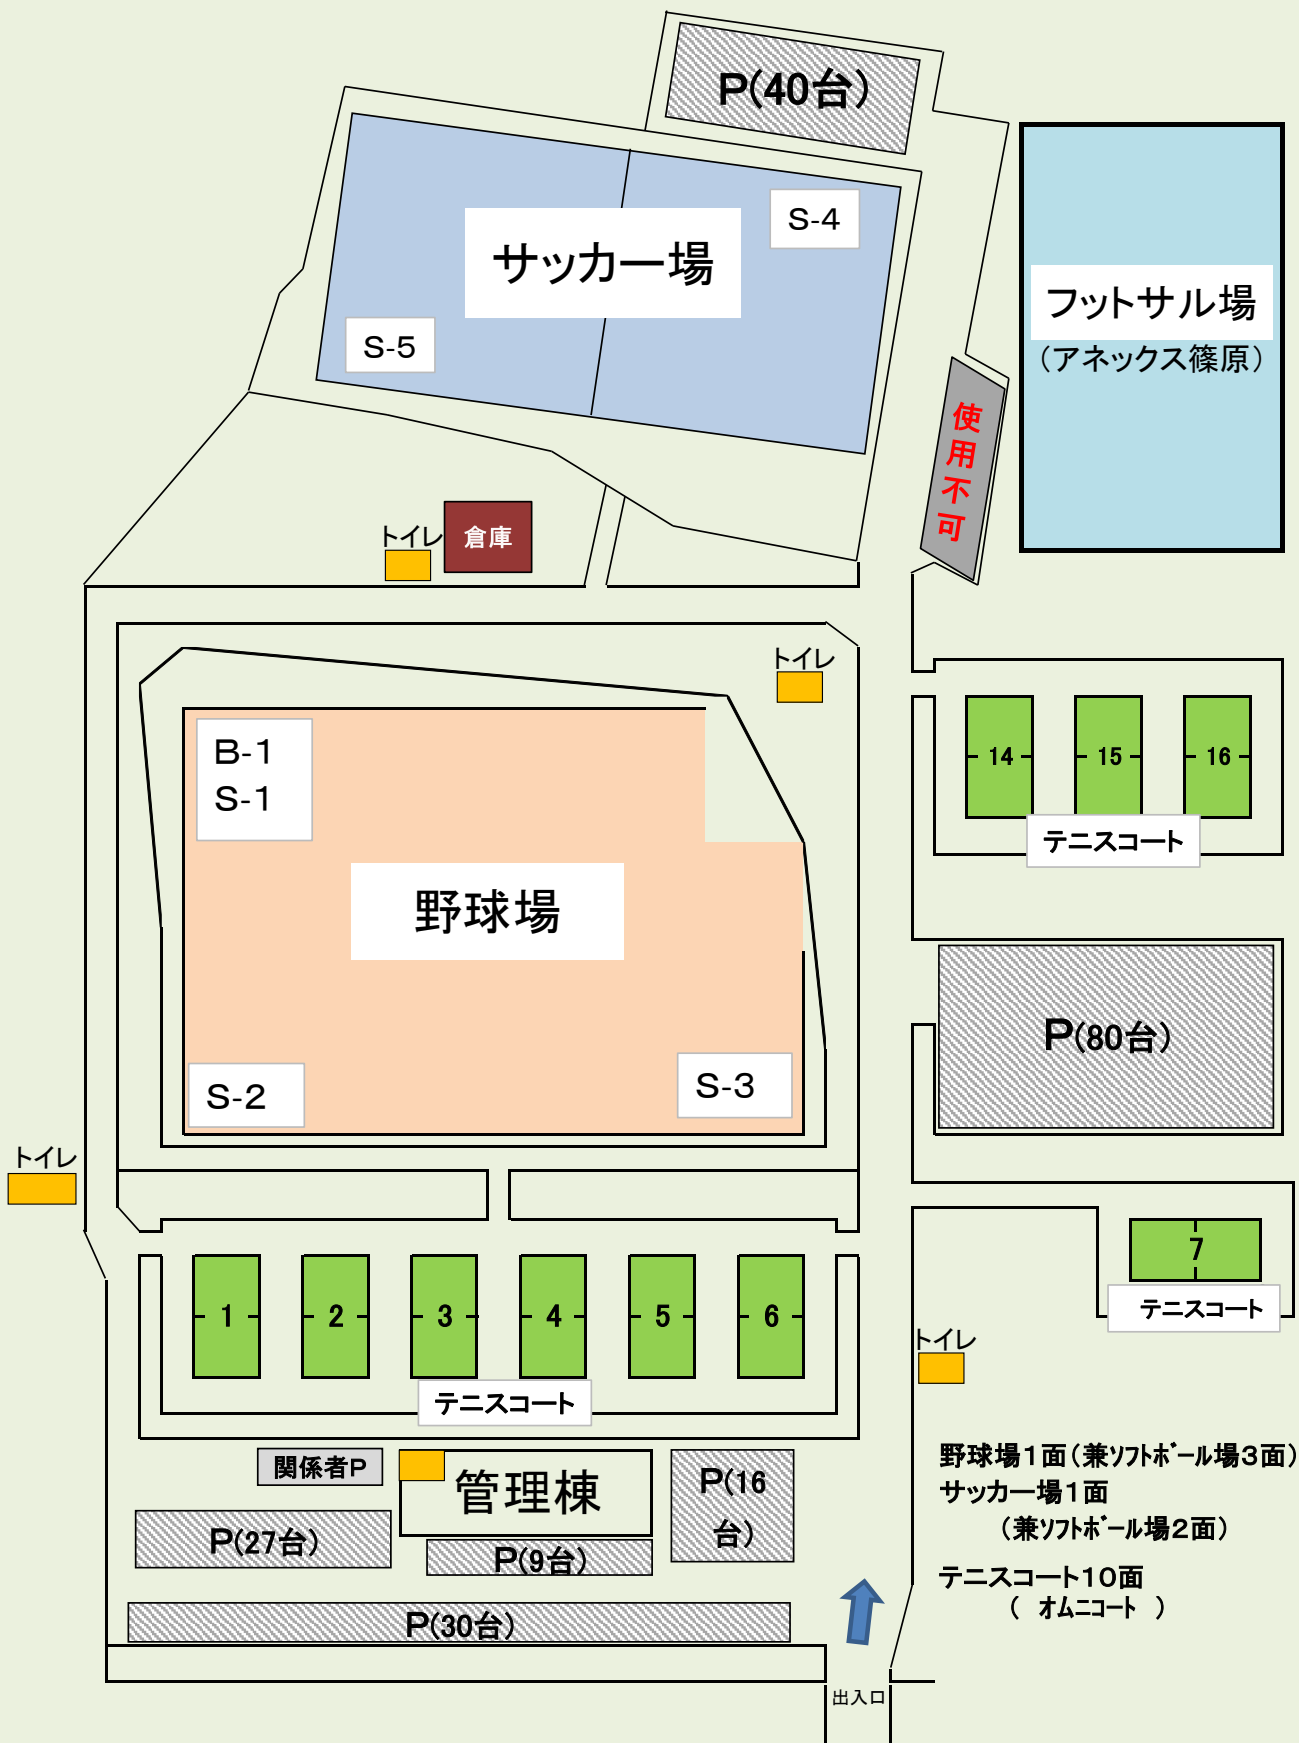 P(40台)
サッカー場
S-4
S-5
フットサル場
(アネックス篠原)
使
用
不
可
トイレ
倉庫
トイレ
B-1
S-1
野球場
S-2
S-3
14
15
16
テニスコート
P(80台)
トイレ
7
テニスコート
1
2
3
4
5
6
テニスコート
トイレ
関係者P
管理棟
P(16
台)
P(27台)
P(9台)
P(30台)
野球場1面(兼ソフトボール場3面)
サッカー場1面
(兼ソフトボール場2面)
テニスコート10面
( オムニコート )
出入口